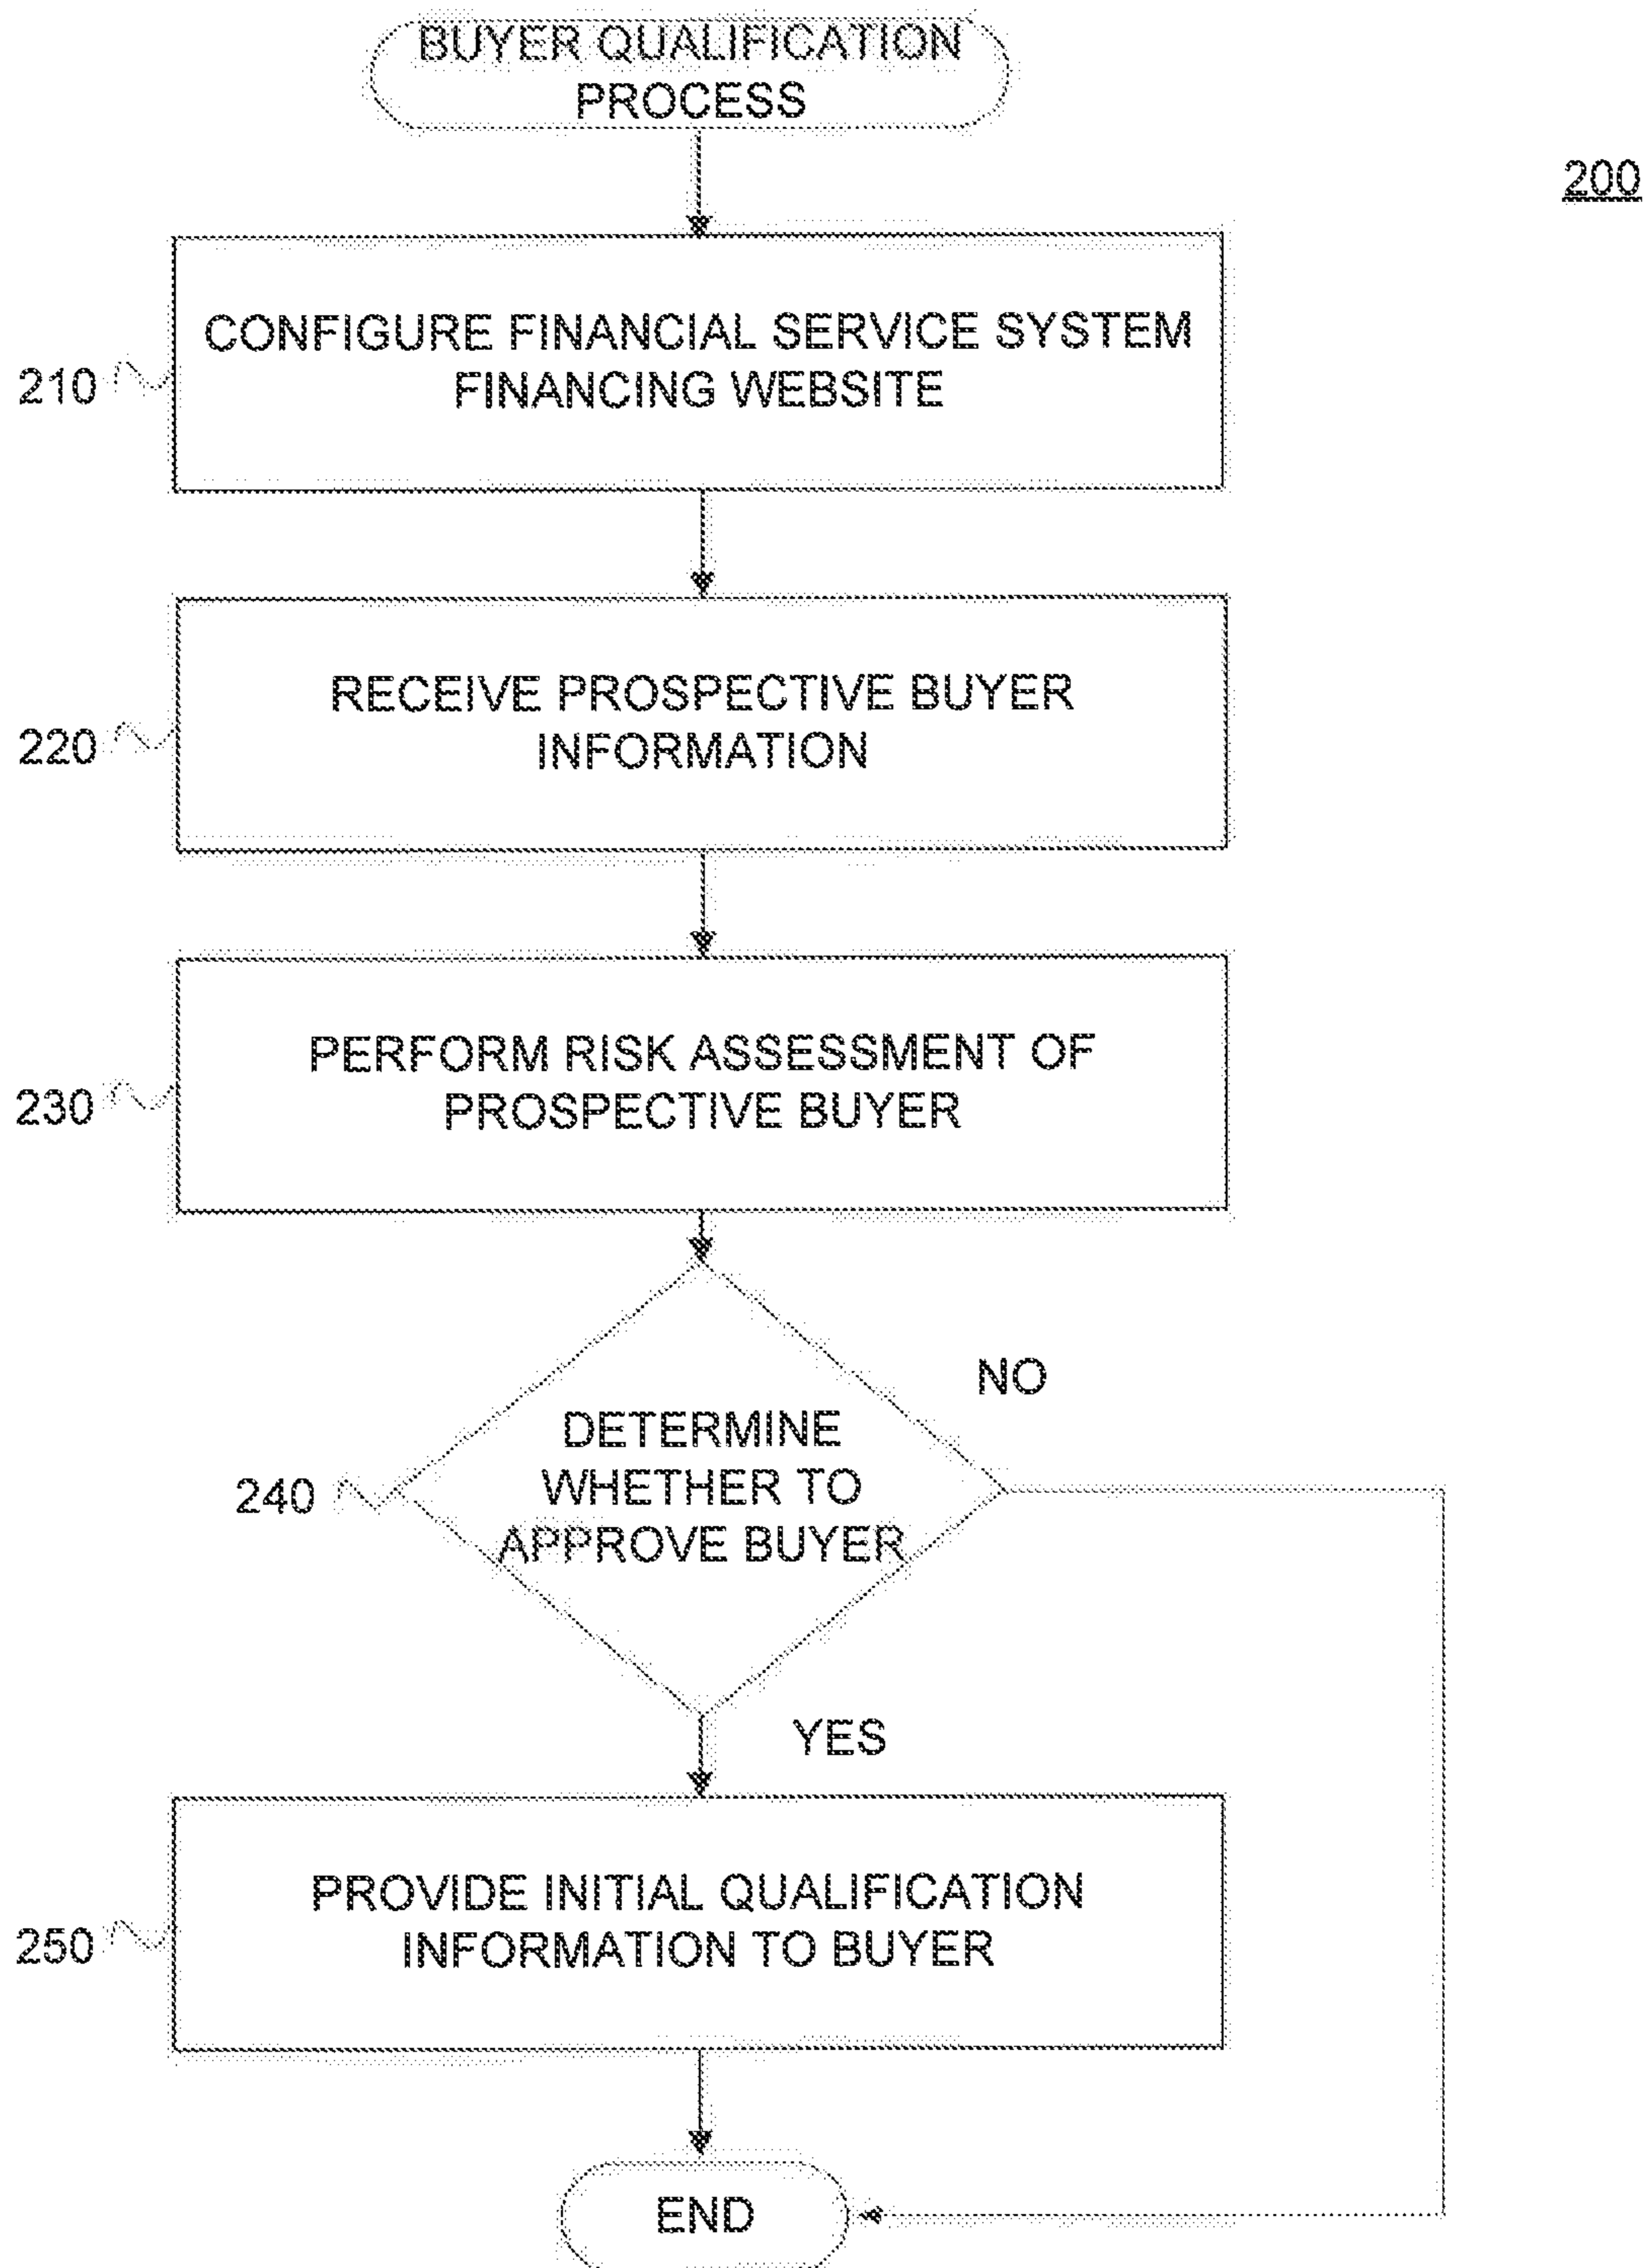 BUYER QUALIFICATION
PROCESS
200
CONFIGURE FINANCIAL SERVICE SYSTEM
FINANCING WEBSITE
210
RECEIVE PROSPECTIVE BUYER
INFORMATION
220
PERFORM RISK ASSESSMENT OF
PROSPECTIVE BUYER
230
NO
DETERMINE
WHETHER TO
APPROVE BUYER
240
YES
PROVIDE INITIAL QUALIFICATION
INFORMATION TO BUYER
250
END